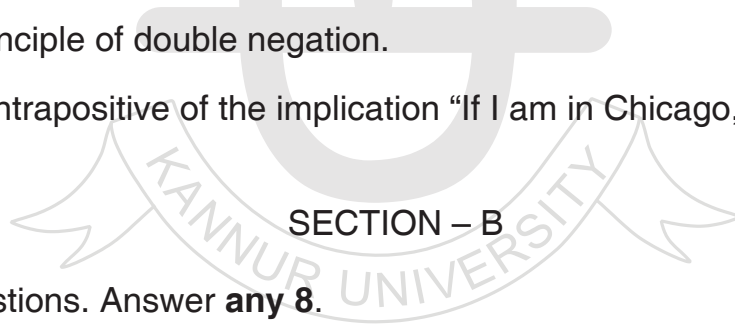 nciple of double negation.
ntrapositive of the implication “If I am in Chicago,
SECTION – B
KANNUR UNIVERSITY
stions. Answer any 8.